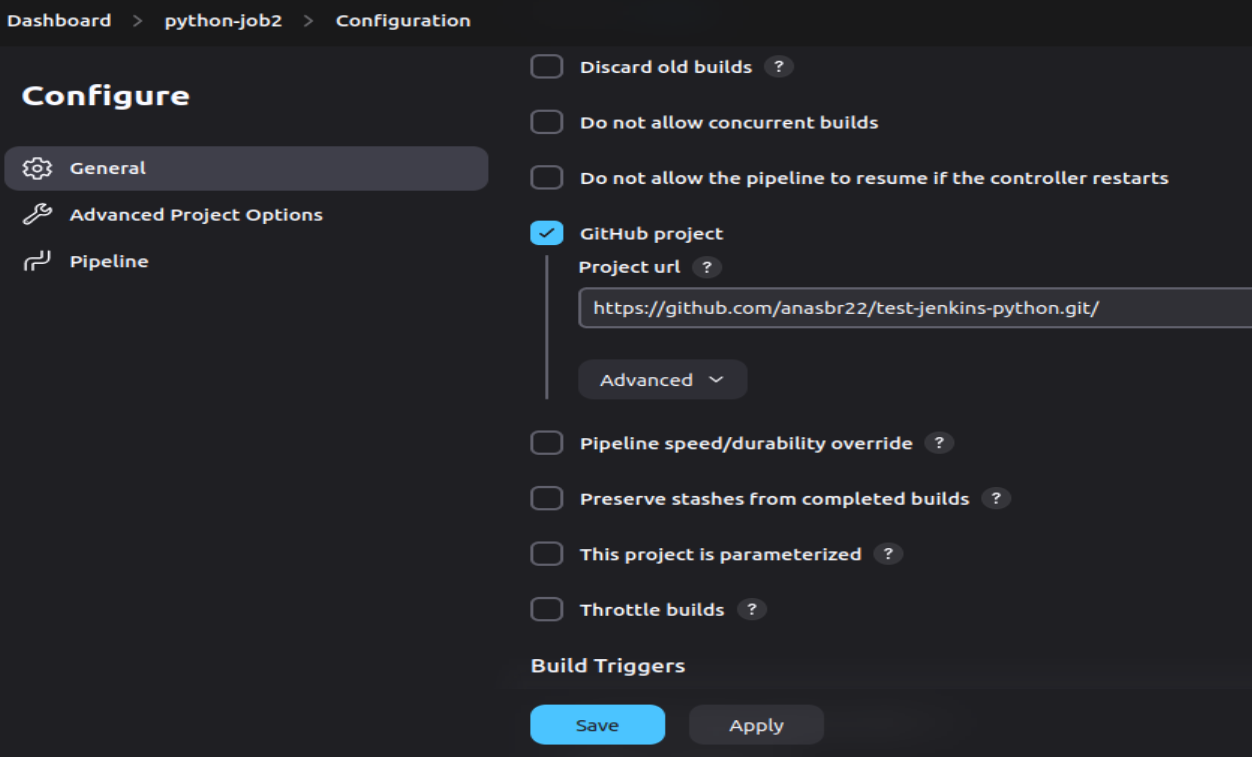 Dashboard > python-job2 > Configuration
Configure
General
Advanced Project Options
Pipeline
Discard old builds ?
Do not allow concurrent builds
Do not allow the pipeline to resume if the controller restarts
GitHub project
Project url ?
https://github.com/anasbr22/test-jenkins-python.git/
Advanced
Pipeline speed/durability override ?
Preserve stashes from completed builds ?
This project is parameterized ?
Throttle builds ?
Build Triggers
Save
Apply